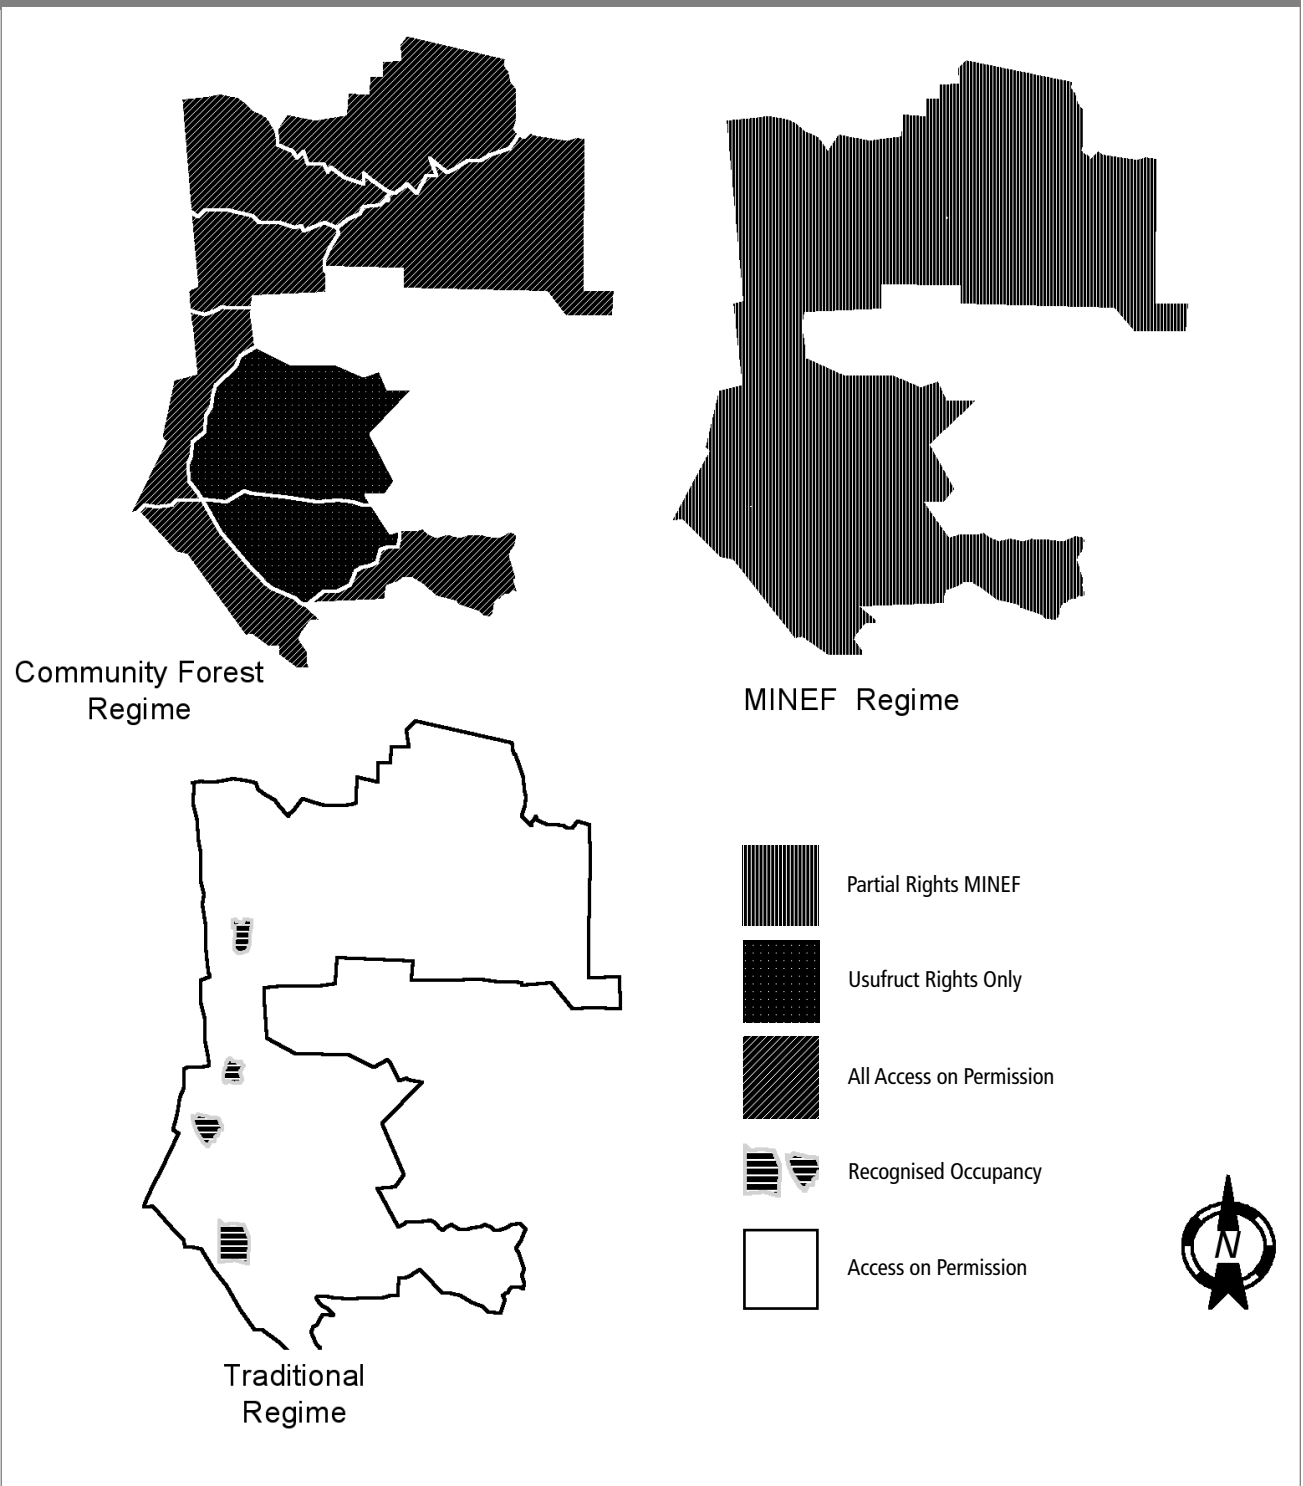 Community Forest
Regime
MINEF Regime
Partial Rights MINEF
Usufruct Rights Only
All Access on Permission
Recognised Occupancy
Access on Permission
N
Traditional
Regime